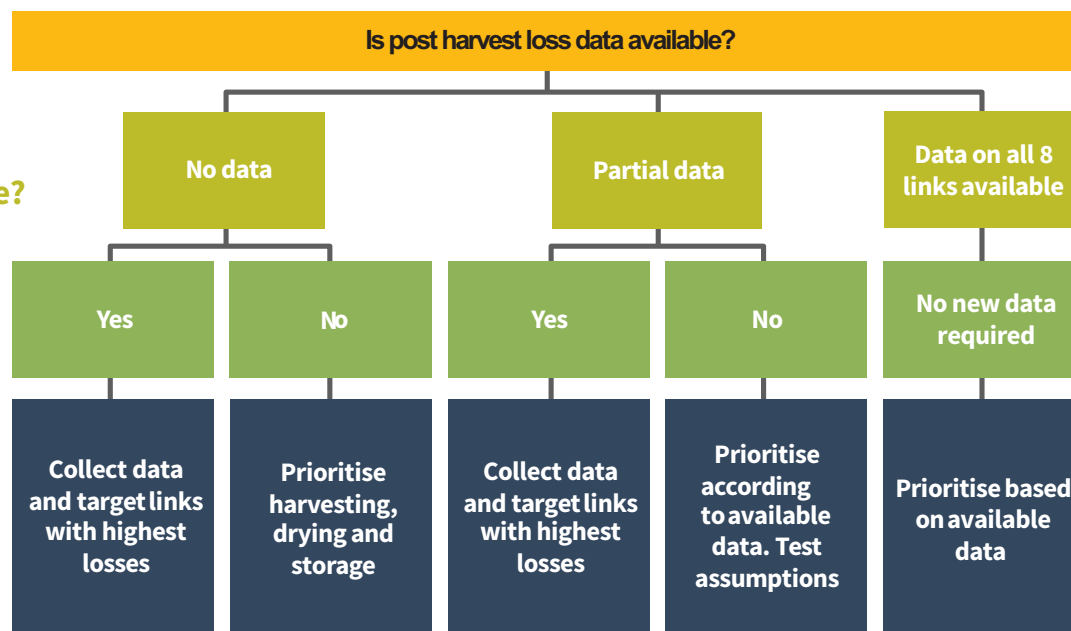 Is post harvest loss data available?
No data
Partial data
Data on all 8
links available
e?
Yes
No
Yes
No
No new data
required
Collect data
and target links
with highest
losses
Prioritise
harvesting,
drying and
storage
Collect data
and target links
with highest
losses
Prioritise
according
to available
data. Test
assumptions
Prioritise based
on available
data